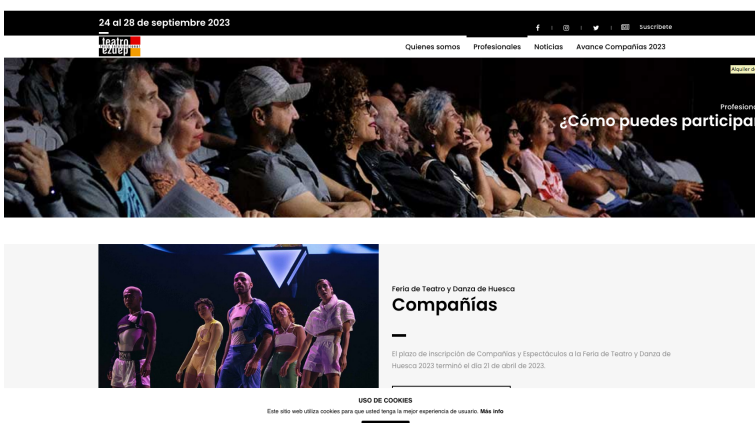 24 al 28 de septiembre 2023
Suscríbete
teatro
Quienes somos Profesionales Noticias Avance Compañías 2023
Alquiler d
Profesion
¿Cómo puedes participa
Feria de Teatro y Danza de Huesca
Compañías
El plazo de inscripción de Compañías y Espectáculos a la Feria de Teatro y Danza de
Huesca 2023 terminó el día 21 de abril de 2023.
USO DE COOKIES
Este sitio web utiliza cookies para que usted tenga la mejor experiencia de usuario. Más info